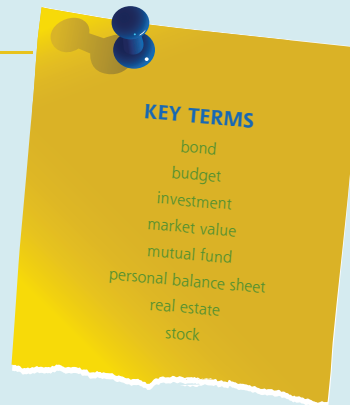 KEY TERMS
bond
budget
investment
market value
mutual fund
personal balance sheet
real estate
stock